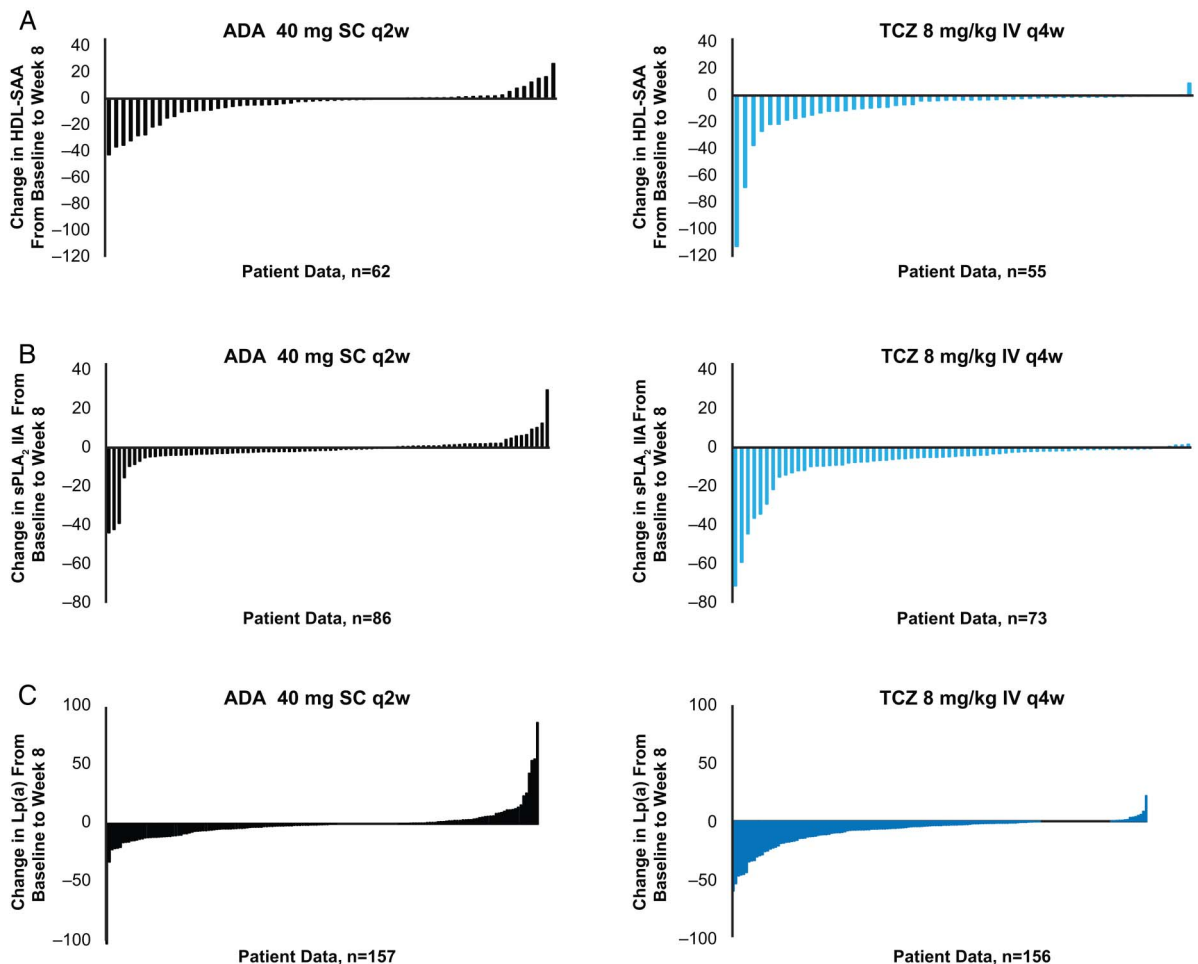 A
ADA 40 mg SC q2w
Change in HDL-SAA
From Baseline to Week 8
40
20
0
–20
–40
–60
–80
–100
–120
Patient Data, n=62
TCZ 8 mg/kg IV q4w
Change in HDL-SAA
From Baseline to Week 8
40
20
0
–20
–40
–60
–80
–100
–120
Patient Data, n=55
B
ADA 40 mg SC q2w
Change in sPLA₂ IIA From
Baseline to Week 8
40
20
0
–20
–40
–60
–80
Patient Data, n=86
TCZ 8 mg/kg IV q4w
Change in sPLA₂ IIA From
Baseline to Week 8
40
20
0
–20
–40
–60
–80
Patient Data, n=73
C
ADA 40 mg SC q2w
Change in Lp(a) From
Baseline to Week 8
100
50
0
–50
–100
Patient Data, n=157
TCZ 8 mg/kg IV q4w
Change in Lp(a) From
Baseline to Week 8
100
50
0
–50
–100
Patient Data, n=156